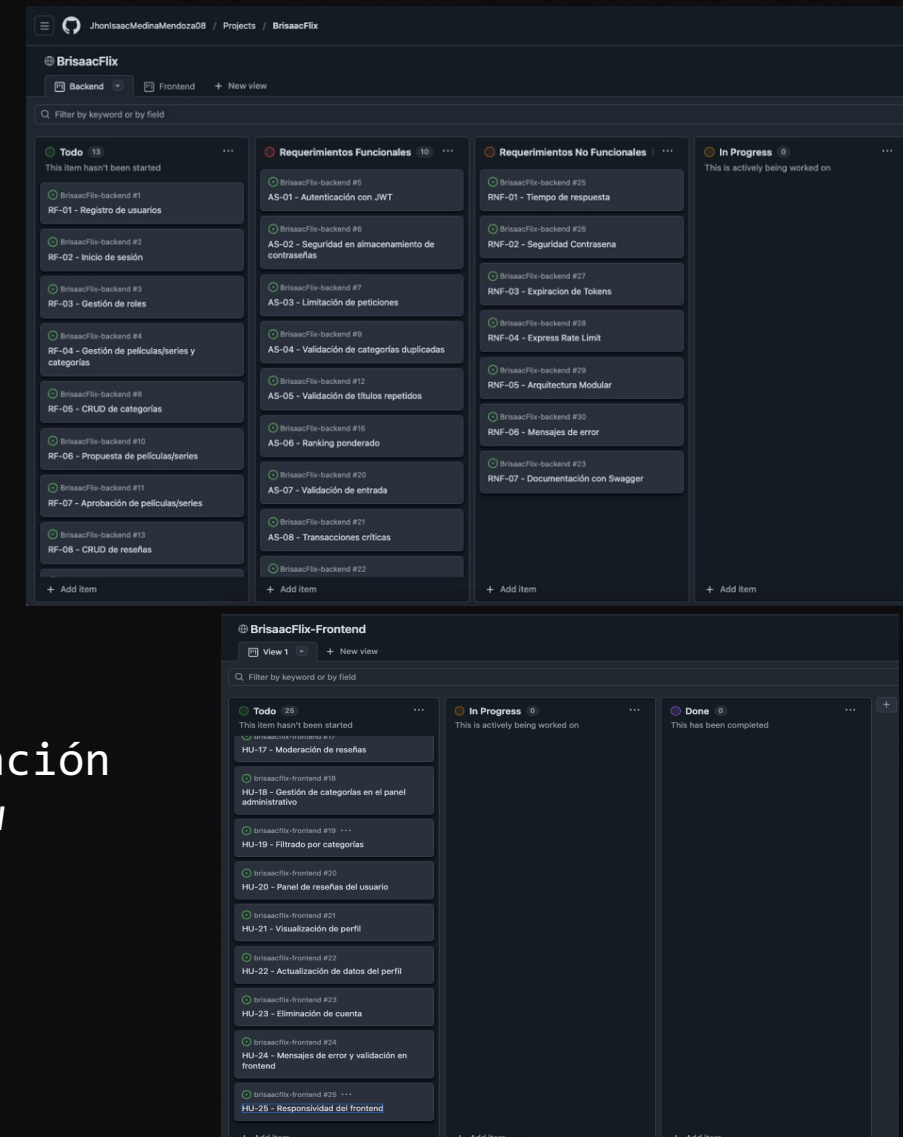 JhonIsaacMedinaMendoza08 / Projects / BrisaacFlix
BrisaacFlix
Backend
Frontend
+ New view
Filter by keyword or by field
Todo 13
This item hasn't been started
BrisaacFlix-backend #1
RF-01 - Registro de usuarios
BrisaacFlix-backend #2
RF-02 - Inicio de sesión
BrisaacFlix-backend #3
RF-03 - Gestión de roles
BrisaacFlix-backend #4
RF-04 - Gestión de películas/series y
categorías
BrisaacFlix-backend #8
RF-05 - CRUD de categorías
BrisaacFlix-backend #10
RF-06 - Propuesta de películas/series
BrisaacFlix-backend #11
RF-07 - Aprobación de películas/series
BrisaacFlix-backend #13
RF-08 - CRUD de reseñas
+ Add item
Requerimientos Funcionales 10
BrisaacFlix-backend #5
AS-01 - Autenticación con JWT
BrisaacFlix-backend #6
AS-02 - Seguridad en almacenamiento de
contraseñas
BrisaacFlix-backend #7
AS-03 - Limitación de peticiones
BrisaacFlix-backend #9
AS-04 - Validación de categorías duplicadas
BrisaacFlix-backend #12
AS-05 - Validación de títulos repetidos
BrisaacFlix-backend #16
AS-06 - Ranking ponderado
BrisaacFlix-backend #20
AS-07 - Validación de entrada
BrisaacFlix-backend #21
AS-08 - Transacciones críticas
BrisaacFlix-backend #22
+ Add item
Requerimientos No Funcionales
BrisaacFlix-backend #25
RNF-01 - Tiempo de respuesta
BrisaacFlix-backend #26
RNF-02 - Seguridad Contrasena
BrisaacFlix-backend #27
RNF-03 - Expiracion de Tokens
BrisaacFlix-backend #28
RNF-04 - Express Rate Limit
BrisaacFlix-backend #29
RNF-05 - Arquitectura Modular
BrisaacFlix-backend #30
RNF-06 - Mensajes de error
BrisaacFlix-backend #23
RNF-07 - Documentación con Swagger
+ Add item
In Progress 0
This is actively being worked on
+ Add item
ación
BrisaacFlix-Frontend
View 1
+ New view
Filter by keyword or by field
Todo 25
This item hasn't been started
brisaacflix-frontend #17
HU-17 - Moderación de reseñas
brisaacflix-frontend #18
HU-18 - Gestión de categorías en el panel
administrativo
brisaacflix-frontend #19 ...
HU-19 - Filtrado por categorías
brisaacflix-frontend #20
HU-20 - Panel de reseñas del usuario
brisaacflix-frontend #21
HU-21 - Visualización de perfil
brisaacflix-frontend #22
HU-22 - Actualización de datos del perfil
brisaacflix-frontend #23
HU-23 - Eliminación de cuenta
brisaacflix-frontend #24
HU-24 - Mensajes de error y validación en
frontend
brisaacflix-frontend #25 ...
HU-25 - Responsividad del frontend
+ Add item
In Progress 0
This is actively being worked on
+ Add item
Done 0
This has been completed
+ Add item